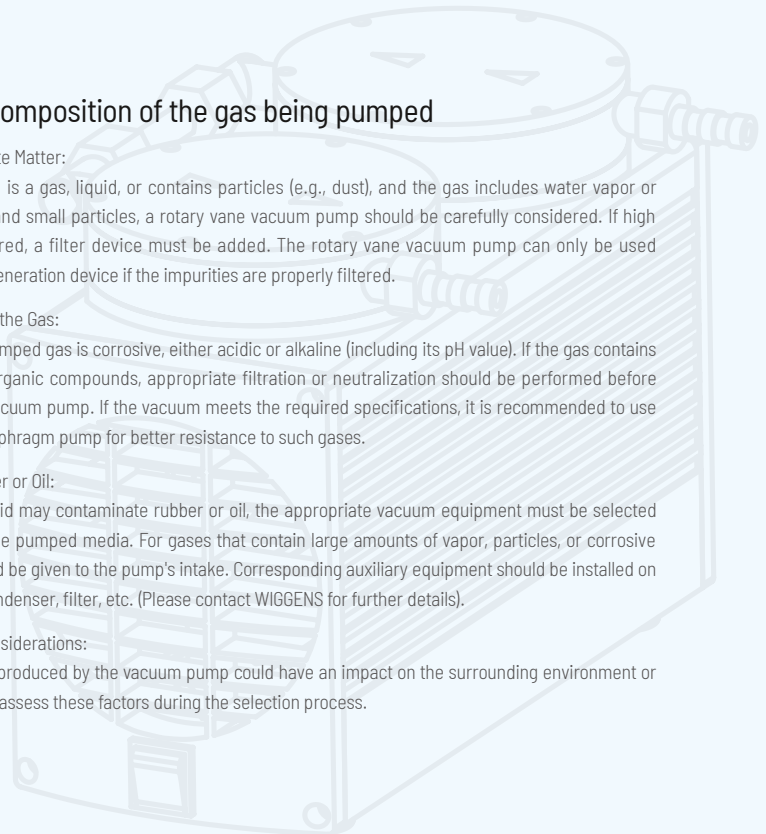 omposition of the gas being pumped
te Matter:
is a gas, liquid, or contains particles (e.g., dust), and the gas includes water vapor or
nd small particles, a rotary vane vacuum pump should be carefully considered. If high
red, a filter device must be added. The rotary vane vacuum pump can only be used
eneration device if the impurities are properly filtered.
the Gas:
mped gas is corrosive, either acidic or alkaline (including its pH value). If the gas contains
rganic compounds, appropriate filtration or neutralization should be performed before
cuum pump. If the vacuum meets the required specifications, it is recommended to use
phragm pump for better resistance to such gases.
er or Oil:
id may contaminate rubber or oil, the appropriate vacuum equipment must be selected
e pumped media. For gases that contain large amounts of vapor, particles, or corrosive
d be given to the pump's intake. Corresponding auxiliary equipment should be installed on
ndenser, filter, etc. (Please contact WIGGENS for further details).
siderations:
produced by the vacuum pump could have an impact on the surrounding environment or
assess these factors during the selection process.